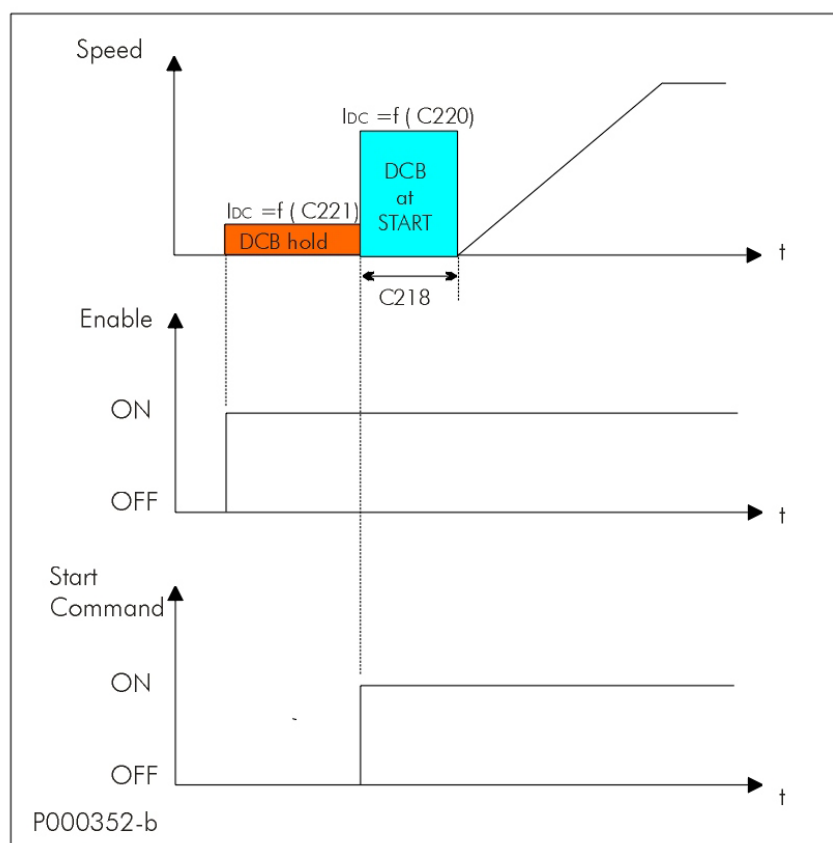 Speed
IDC =f ( C220)
DCB
at
START
IDC =f ( C221)
DCB hold
t
C218
Enable
ON
OFF
t
Start
Command
ON
OFF
t
P000352-b